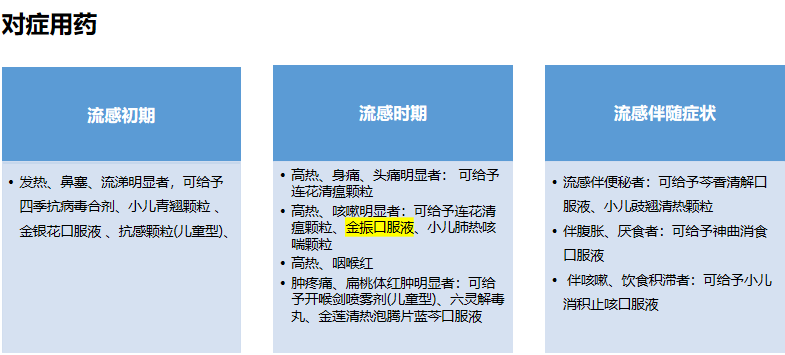 对症用药
流感初期
• 发热、鼻塞、流涕明显者，可给予
四季抗病毒合剂、小儿青翘颗粒 、
金银花口服液 、抗感颗粒(儿童型)、
流感时期
• 高热、身痛、头痛明显者： 可给予
连花清瘟颗粒
• 高热、咳嗽明显者：可给予连花清
瘟颗粒、金振口服液、小儿肺热咳
喘颗粒
• 高热、咽喉红
• 肿疼痛、扁桃体红肿明显者：可给
予开喉剑喷雾剂(儿童型)、六灵解毒
丸、金莲清热泡腾片蓝芩口服液
流感伴随症状
• 流感伴便秘者：可给予芩香清解口
服液、小儿豉翘清热颗粒
• 伴腹胀、厌食者：可给予神曲消食
口服液
• 伴咳嗽、饮食积滞者：可给予小儿
消积止咳口服液